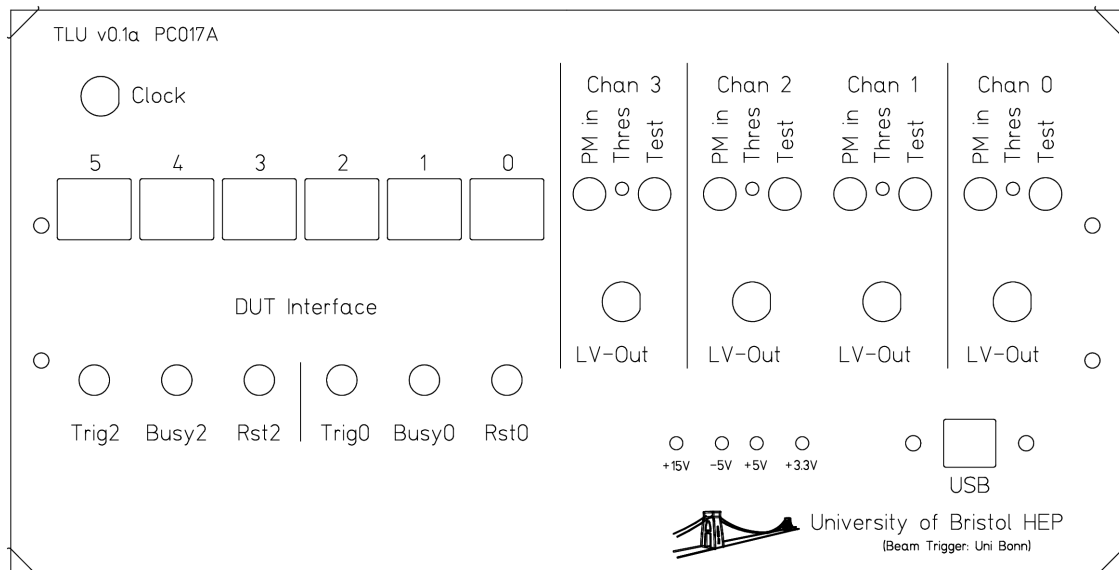 TLU v0.1a PC017A
Clock
5 4 3 2 1 0
DUT Interface
Trig2 Busy2 Rst2 Trig0 Busy0 Rst0
Chan 3 Chan 2 Chan 1 Chan 0
PM in Thres Test PM in Thres Test PM in Thres Test PM in Thres Test
LV-Out LV-Out LV-Out LV-Out
+15V -5V +5V +3.3V
USB
University of Bristol HEP
(Beam Trigger: Uni Bonn)